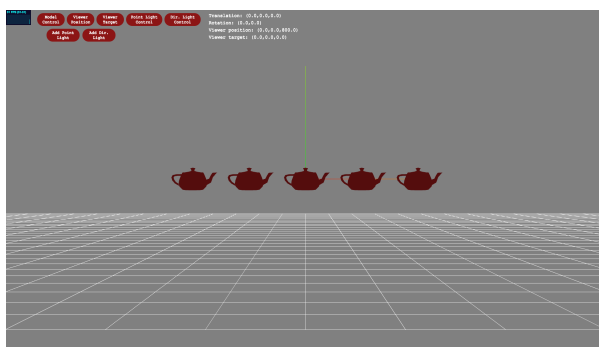 Model
Control
Viewer
Position
Viewer
Target
Point Light
Control
Dir. Light
Control
Add Point
Light
Add Dir.
Light
Translation: (0.0,0.0,0.0)
Rotation: (0.0,0.0)
Viewer position: (0.0,0.0,800.0)
Viewer target: (0.0,0.0,0.0)